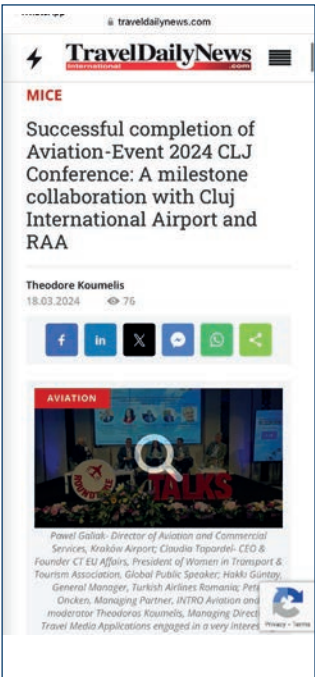 traveldailynews.com
TravelDailyNews
International
.com
MICE
Successful completion of
Aviation-Event 2024 CLJ
Conference: A milestone
collaboration with Cluj
International Airport and
RAA
Theodore Koumelis
18.03.2024 76
AVIATION
ROUNDTABLE
TALKS
Pawel Galiak- Director of Aviation and Commercial
Services, Kraków Airport; Claudia Tapardel- CEO &
Founder CT EU Affairs, President of Women in Transport &
Tourism Association, Global Public Speaker; Hakki Güntay,
General Manager, Turkish Airlines Romania;
Oncken, Managing Partner, INTRO Aviation and
moderator Theodoros Koumelis, Managing
Travel Media Applications engaged in a very
Privacy - Terms